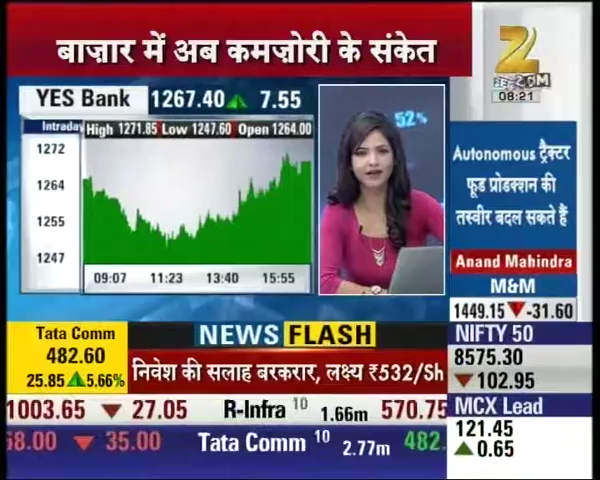 बाज़ार में अब कमज़ोरी के संकेत
08:21
YES Bank 1267.40 7.55
Intraday High 1271.85 Low 1247.60 Open 1264.00
1272
1264
1255
1247
09:07 11:23 13:40 15:55
52%
Autonomous ट्रैक्टर
फूड प्रोडक्शन की
तस्वीर बदल सकते हैं
Anand Mahindra
M&M
1449.15 -31.60
Tata Comm
482.60
25.85 5.66%
NEWS FLASH
निवेश की सलाह बरकरार, लक्ष्य ₹532/Sh
NIFTY 50
8575.30
102.95
1003.65 27.05 R-Infra 10 1.66m 570.75
MCX Lead
121.45
0.65
58.00 35.00 Tata Comm 10 2.77m 482.